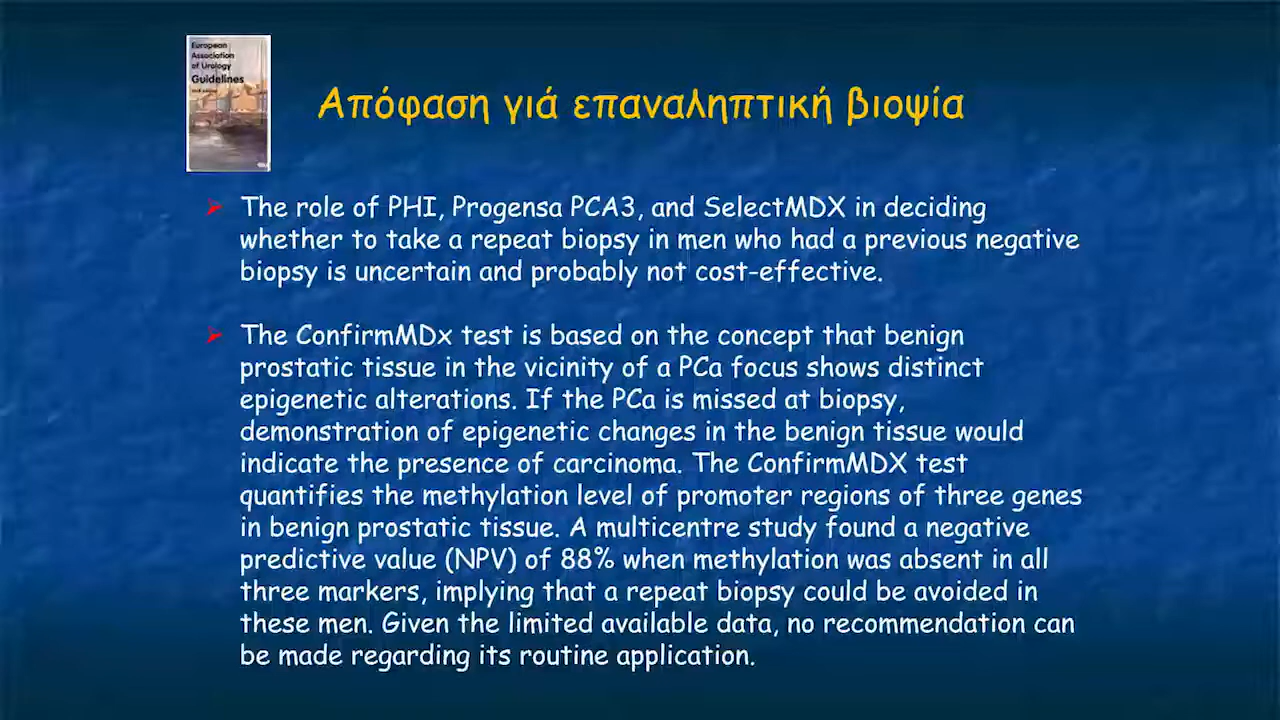 European
Association
of Urology
Guidelines
Απόφαση γιά επαναληπτική βιοψία
The role of PHI, Progensa PCA3, and SelectMDX in deciding
whether to take a repeat biopsy in men who had a previous negative
biopsy is uncertain and probably not cost-effective.
The ConfirmMDx test is based on the concept that benign
prostatic tissue in the vicinity of a PCa focus shows distinct
epigenetic alterations. If the PCa is missed at biopsy,
demonstration of epigenetic changes in the benign tissue would
indicate the presence of carcinoma. The ConfirmMDX test
quantifies the methylation level of promoter regions of three genes
in benign prostatic tissue. A multicentre study found a negative
predictive value (NPV) of 88% when methylation was absent in all
three markers, implying that a repeat biopsy could be avoided in
these men. Given the limited available data, no recommendation can
be made regarding its routine application.